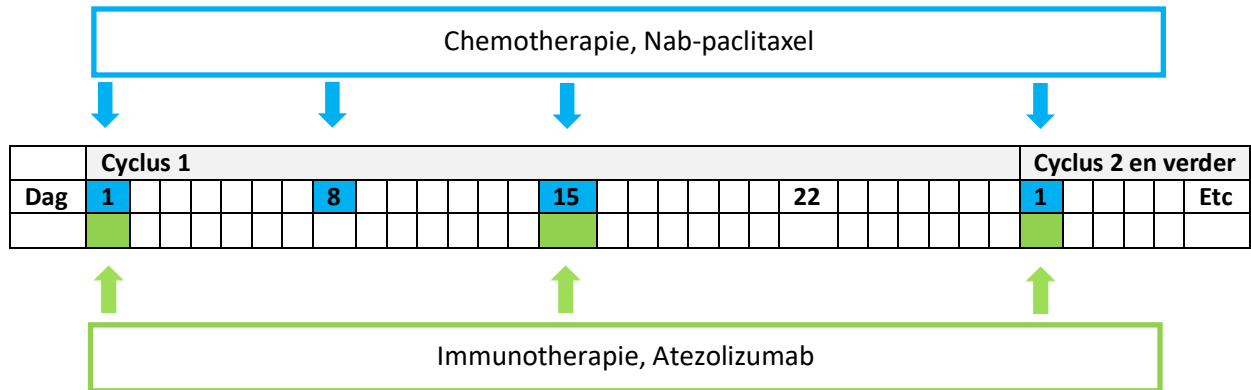 Chemotherapie, Nab-paclitaxel
Cyclus 1 Cyclus 2 en verder
Dag 1 8 15 22 1 Etc
Immunotherapie, Atezolizumab